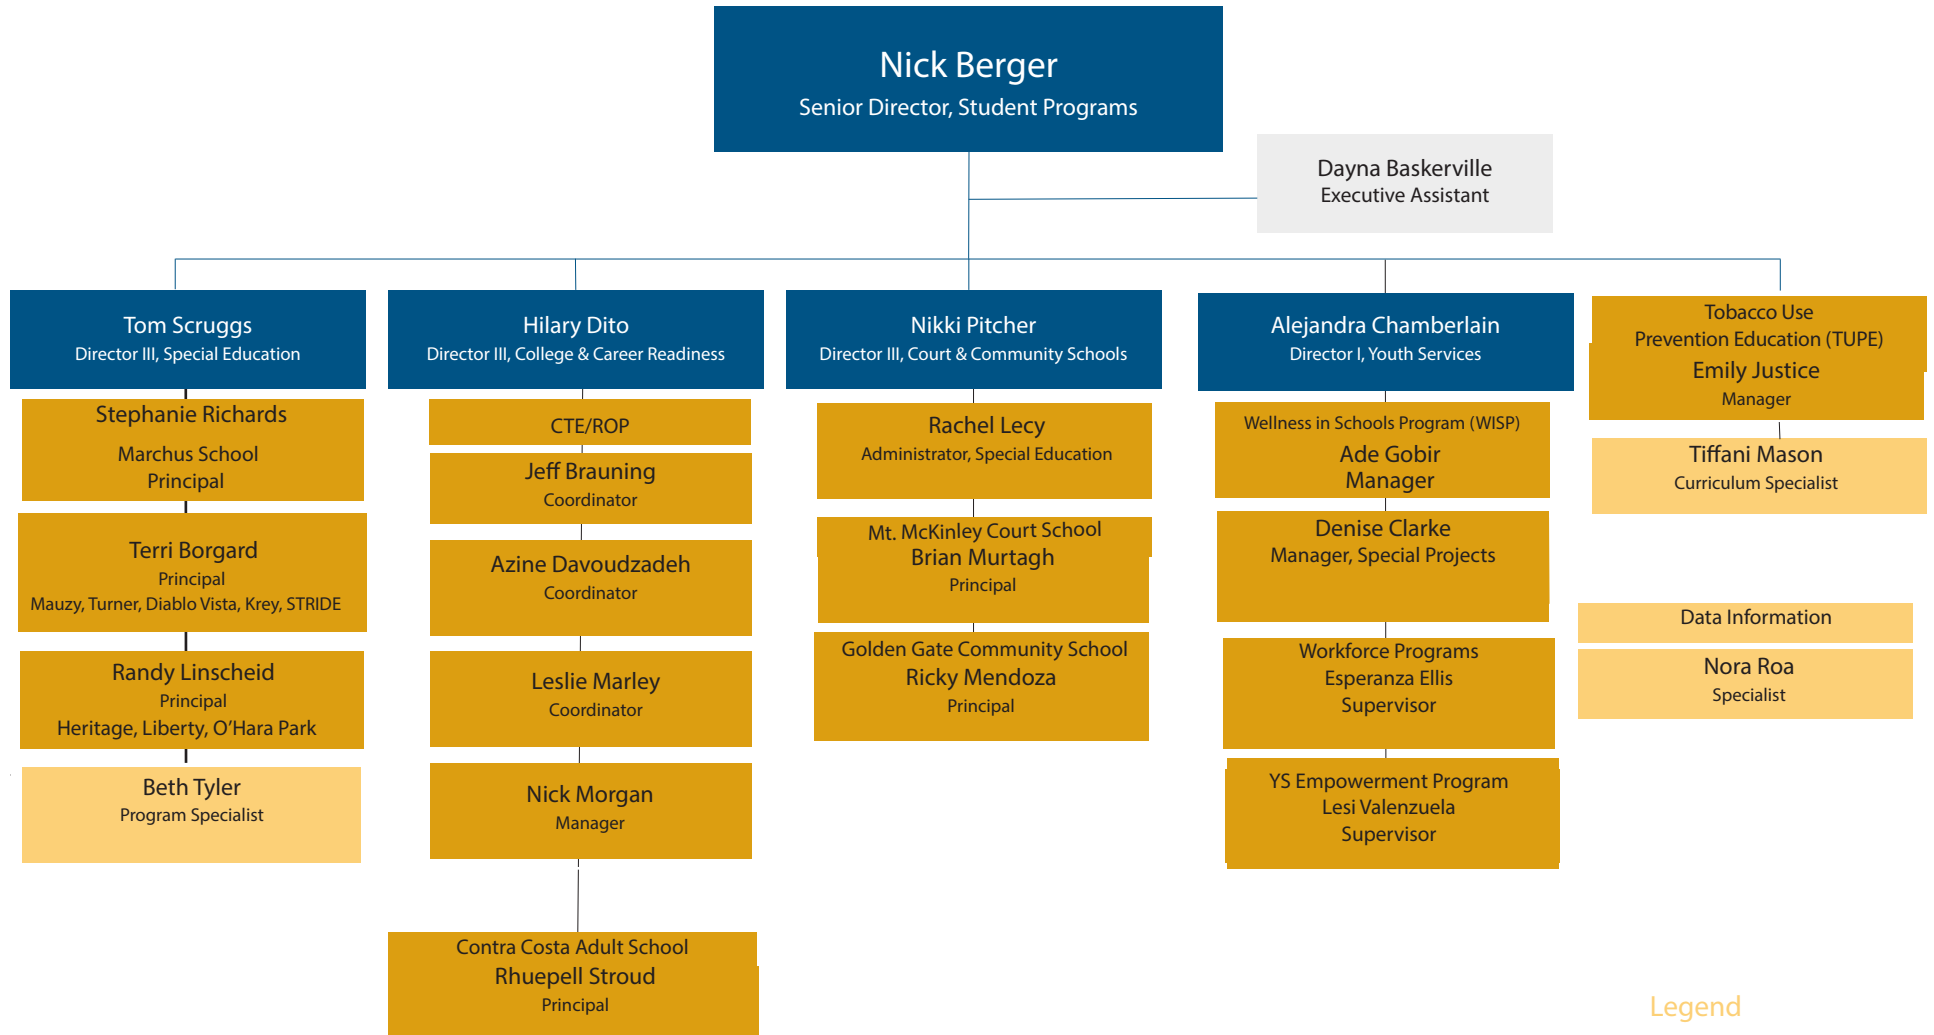 Nick Berger
Senior Director, Student Programs
Dayna Baskerville
Executive Assistant
Tom Scruggs
Director III, Special Education
Stephanie Richards
Marchus School
Principal
Terri Borgard
Principal
Mauzy, Turner, Diablo Vista, Krey, STRIDE
Randy Linscheid
Principal
Heritage, Liberty, O’Hara Park
Beth Tyler
Program Specialist
Hilary Dito
Director III, College & Career Readiness
CTE/ROP
Jeff Brauning
Coordinator
Azine Davoudzadeh
Coordinator
Leslie Marley
Coordinator
Nick Morgan
Manager
Contra Costa Adult School
Rhuepell Stroud
Principal
Nikki Pitcher
Director III, Court & Community Schools
Rachel Lecy
Administrator, Special Education
Mt. McKinley Court School
Brian Murtagh
Principal
Golden Gate Community School
Ricky Mendoza
Principal
Alejandra Chamberlain
Director I, Youth Services
Wellness in Schools Program (WISP)
Ade Gobir
Manager
Denise Clarke
Manager, Special Projects
Workforce Programs
Esperanza Ellis
Supervisor
YS Empowerment Program
Lesi Valenzuela
Supervisor
Tobacco Use
Prevention Education (TUPE)
Emily Justice
Manager
Tiffani Mason
Curriculum Specialist
Data Information
Nora Roa
Specialist
Legend